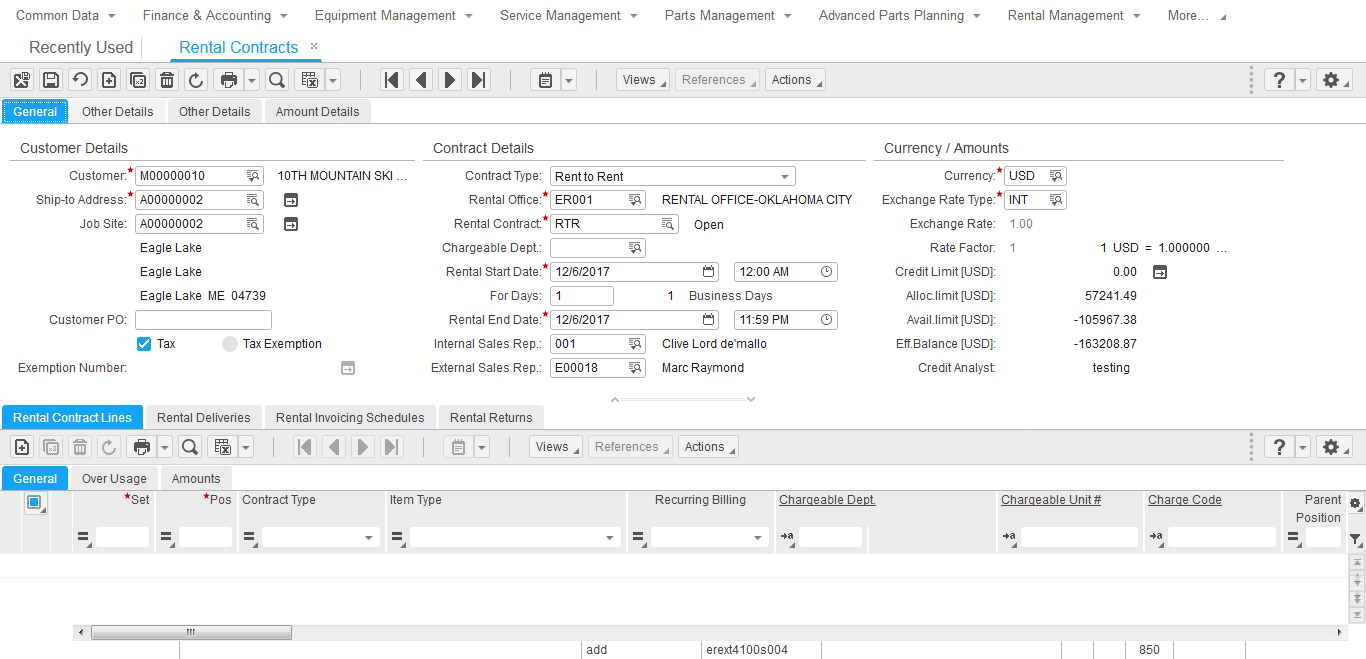 Common Data Finance & Accounting Equipment Management Service Management Parts Management Advanced Parts Planning Rental Management More...
Recently Used Rental Contracts ×
Views References Actions ?
General Other Details Other Details Amount Details
Customer Details Contract Details Currency / Amounts
Customer:* M00000010 10TH MOUNTAIN SKI ... Contract Type: Rent to Rent Currency:* USD
Ship-to Address:* A00000002 Rental Office:* ER001 RENTAL OFFICE-OKLAHOMA CITY Exchange Rate Type:* INT
Job Site: A00000002 Rental Contract:* RTR Open Exchange Rate: 1.00
Eagle Lake Chargeable Dept.: Rate Factor: 1 1 USD = 1.000000 ...
Eagle Lake Rental Start Date:* 12/6/2017 12:00 AM Credit Limit [USD]: 0.00
Eagle Lake ME 04739 For Days: 1 1 Business Days Alloc.limit [USD]: 57241.49
Customer PO: Rental End Date:* 12/6/2017 11:59 PM Avail.limit [USD]: -105967.38
Tax Tax Exemption Internal Sales Rep.: 001 Clive Lord de'mallo Eff.Balance [USD]: -163208.87
Exemption Number: External Sales Rep.: E00018 Marc Raymond Credit Analyst: testing
Rental Contract Lines Rental Deliveries Rental Invoicing Schedules Rental Returns
Views References Actions ?
General Over Usage Amounts
*Set *Pos Contract Type Item Type Recurring Billing Chargeable Dept. Chargeable Unit # Charge Code Parent
Position
add erext4100s004 850